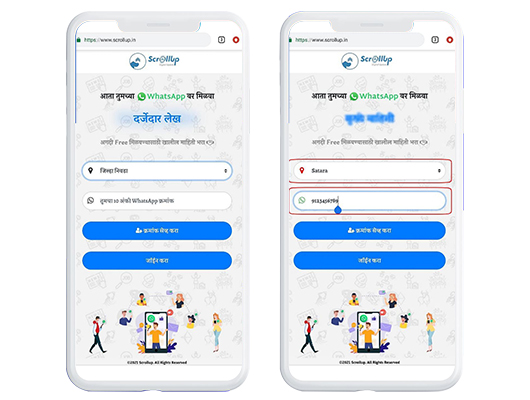 https://www.scrollup.in
Scrollup
आता तुमच्या WhatsApp वर मिळवा
दर्जेदार लेख
अगदी Free मिळवण्यासाठी खालील माहिती भरा
जिल्हा निवडा
तुमचा 10 अंकी WhatsApp क्रमांक
क्रमांक सेव्ह करा
जॉईन करा
©2021 Scrollup. All Rights Reserved
https://www.scrollup.in
Scrollup
आता तुमच्या WhatsApp वर मिळवा
अगदी Free मिळवण्यासाठी खालील माहिती भरा
Satara
9123456789
क्रमांक सेव्ह करा
जॉईन करा
©2021 Scrollup. All Rights Reserved